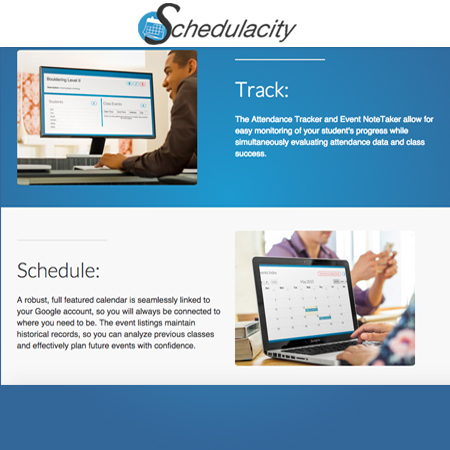 Schedulacity
Bouldering Level II
Students
Class Events
Track:
The Attendance Tracker and Event NoteTaker allow for
easy monitoring of your student's progress while
simultaneously evaluating attendance data and class
success.
Schedule:
A robust, full featured calendar is seamlessly linked to
your Google account, so you will always be connected to
where you need to be. The event listings maintain
historical records, so you can analyze previous classes
and effectively plan future events with confidence.
May 2015